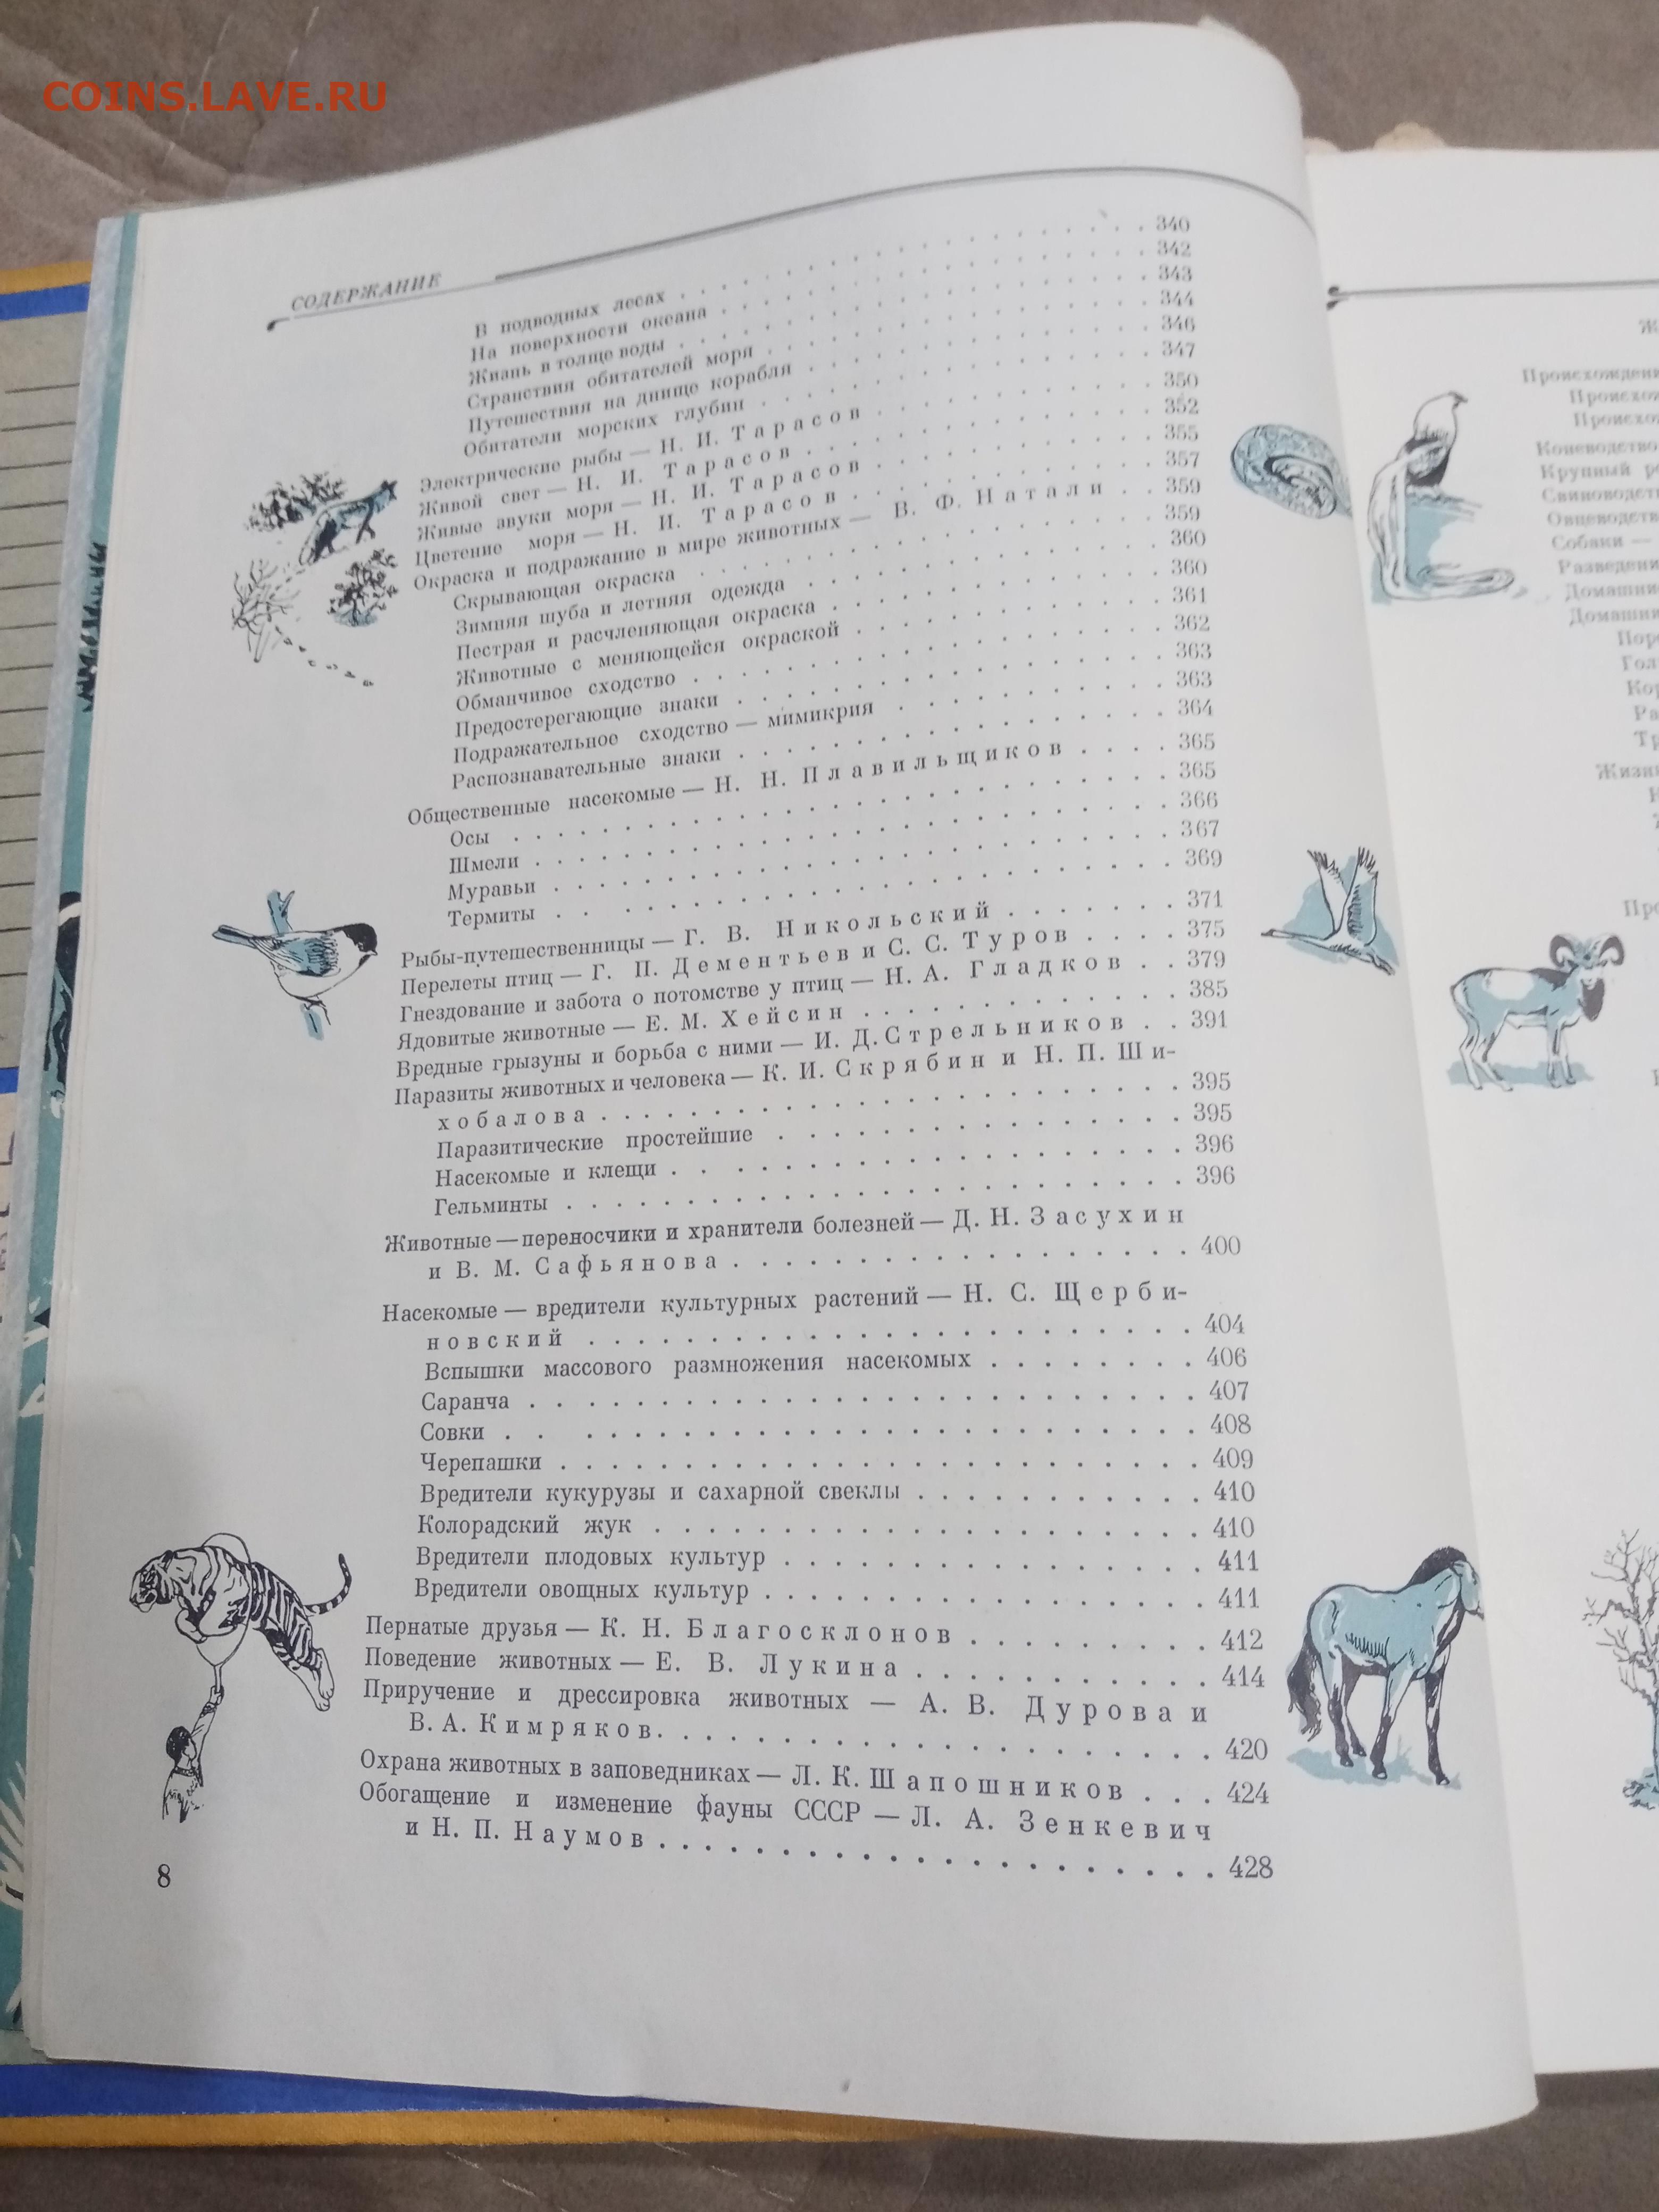 COINS.LAVE.RU
СОДЕРЖАНИЕ
В подводных лесах . . . 340
На поверхности океана . . . 342
Жизнь в толще воды . . . 343
Странствия обитателей моря . . . 344
Путешествия на днище корабля . . . 346
Обитатели морских глубин . . . 347
Электрические рыбы — Н. И. Тарасов . . . 350
Живой свет — Н. И. Тарасов . . . 352
Живые звуки моря — Н. И. Тарасов . . . 355
Цветение моря — Н. И. Тарасов . . . 357
Окраска и подражание в мире животных — В. Ф. Натали . . 359
Скрывающая окраска . . . 359
Зимняя шуба и летняя одежда . . . 360
Пестрая и расчленяющая окраска . . . 360
Животные с меняющейся окраской . . . 361
Обманчивое сходство . . . 362
Предостерегающие знаки . . . 363
Подражательное сходство — мимикрия . . . 363
Распознавательные знаки . . . 364
Общественные насекомые — Н. Н. Плавильщиков . . . . 365
Осы . . . 365
Шмели . . . 366
Муравьи . . . 367
Термиты . . . 369
Рыбы-путешественницы — Г. В. Никольский . . . 371
Перелеты птиц — Г. П. Дементьев и С. С. Туров . . . . 375
Гнездование и забота о потомстве у птиц — Н. А. Гладков . . 379
Ядовитые животные — Е. М. Хейсин . . . 385
Вредные грызуны и борьба с ними — И. Д. Стрельников . . 391
Паразиты животных и человека — К. И. Скрябин и Н. П. Ши-
хобалова . . . 395
Паразитические простейшие . . . 395
Насекомые и клещи . . . 396
Гельминты . . . 396
Животные — переносчики и хранители болезней — Д. Н. Засухин
и В. М. Сафьянова . . . 400
Насекомые — вредители культурных растений — Н. С. Щерби-
новский . . . 404
Вспышки массового размножения насекомых . . . 406
Саранча . . . 407
Совки . . . 408
Черепашки . . . 409
Вредители кукурузы и сахарной свеклы . . . 410
Колорадский жук . . . 410
Вредители плодовых культур . . . 411
Вредители овощных культур . . . 411
Пернатые друзья — К. Н. Благосклонов . . . 412
Поведение животных — Е. В. Лукина . . . 414
Приручение и дрессировка животных — А. В. Дурова и
В. А. Кимряков . . . 420
Охрана животных в заповедниках — Л. К. Шапошников . . . 424
Обогащение и изменение фауны СССР — Л. А. Зенкевич
и Н. П. Наумов . . . 428
8
Коневодство
Крупный
Собаки —